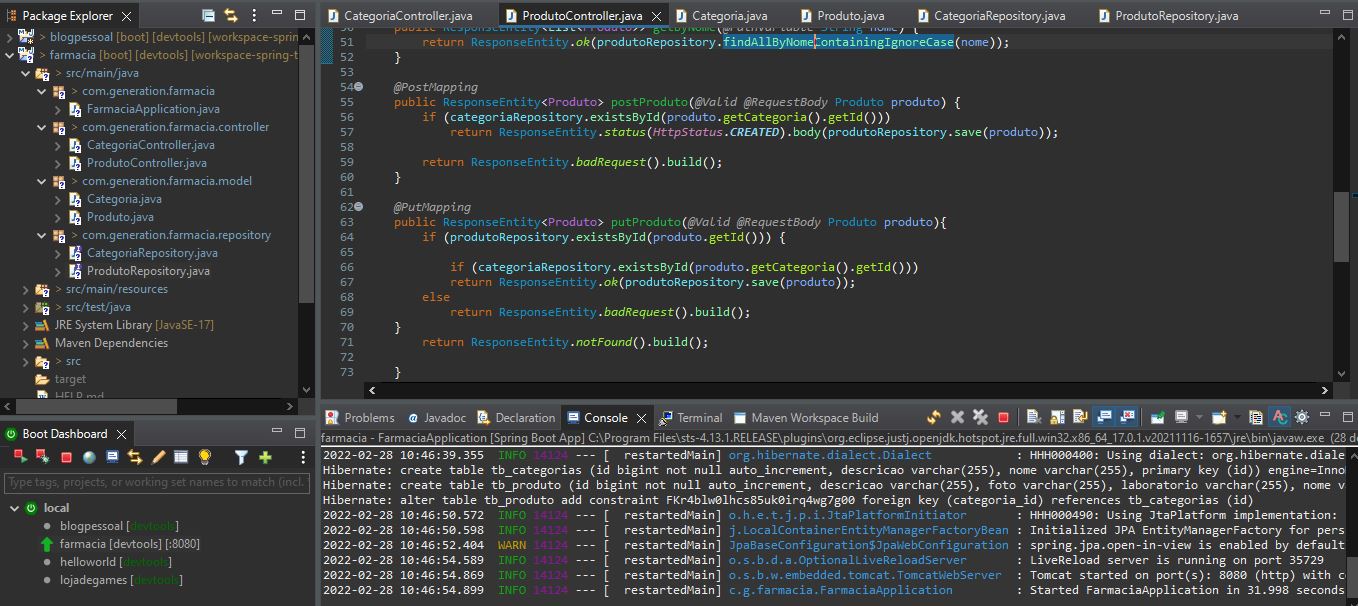 Package Explorer
> blogpessoal [boot] [devtools] [workspace-spring
> farmacia [boot] [devtools] [workspace-spring-t
> src/main/java
> com.generation.farmacia
> FarmaciaApplication.java
> com.generation.farmacia.controller
> CategoriaController.java
> ProdutoController.java
> com.generation.farmacia.model
> Categoria.java
> Produto.java
> com.generation.farmacia.repository
> CategoriaRepository.java
> ProdutoRepository.java
> src/main/resources
> src/test/java
JRE System Library [JavaSE-17]
Maven Dependencies
> src
target
HELP.md
Boot Dashboard
Type tags, projects, or working set names to match (incl.
local
blogpessoal [devtools]
farmacia [devtools] [:8080]
helloworld [devtools]
lojadegames [devtools]
CategoriaController.java ProdutoController.java Categoria.java Produto.java CategoriaRepository.java ProdutoRepository.java
50 public ResponseEntity<List<Produto>> getByNome(@PathVariable String nome) {
51 return ResponseEntity.ok(produtoRepository.findAllByNomeContainingIgnoreCase(nome));
52 }
53
54 @PostMapping
55 public ResponseEntity<Produto> postProduto(@Valid @RequestBody Produto produto) {
56 if (categoriaRepository.existsById(produto.getCategoria().getId()))
57 return ResponseEntity.status(HttpStatus.CREATED).body(produtoRepository.save(produto));
58
59 return ResponseEntity.badRequest().build();
60 }
61
62 @PutMapping
63 public ResponseEntity<Produto> putProduto(@Valid @RequestBody Produto produto){
64 if (produtoRepository.existsById(produto.getId())) {
65
66 if (categoriaRepository.existsById(produto.getCategoria().getId()))
67 return ResponseEntity.ok(produtoRepository.save(produto));
68 else
69 return ResponseEntity.badRequest().build();
70 }
71 return ResponseEntity.notFound().build();
72
73 }
Problems Javadoc Declaration Console Terminal Maven Workspace Build
farmacia - FarmaciaApplication [Spring Boot App] C:\Program Files\sts-4.13.1.RELEASE\plugins\org.eclipse.justj.openjdk.hotspot.jre.full.win32.x86_64_17.0.1.v20211116-1657\jre\bin\javaw.exe (28 de
2022-02-28 10:46:39.355 INFO 14124 --- [ restartedMain] org.hibernate.dialect.Dialect : HHH000400: Using dialect: org.hibernate.diale
Hibernate: create table tb_categorias (id bigint not null auto_increment, descricao varchar(255), nome varchar(255), primary key (id)) engine=Inno
Hibernate: create table tb_produto (id bigint not null auto_increment, descricao varchar(255), foto varchar(255), laboratorio varchar(255), nome v
Hibernate: alter table tb_produto add constraint FKr4blw0lhcs85uk0irq4wg7g00 foreign key (categoria_id) references tb_categorias (id)
2022-02-28 10:46:50.572 INFO 14124 --- [ restartedMain] o.h.e.t.j.p.i.JtaPlatformInitiator : HHH000490: Using JtaPlatform implementation:
2022-02-28 10:46:50.598 INFO 14124 --- [ restartedMain] j.LocalContainerEntityManagerFactoryBean : Initialized JPA EntityManagerFactory for pers
2022-02-28 10:46:52.404 WARN 14124 --- [ restartedMain] JpaBaseConfiguration$JpaWebConfiguration : spring.jpa.open-in-view is enabled by default
2022-02-28 10:46:54.589 INFO 14124 --- [ restartedMain] o.s.b.d.a.OptionalLiveReloadServer : LiveReload server is running on port 35729
2022-02-28 10:46:54.869 INFO 14124 --- [ restartedMain] o.s.b.w.embedded.tomcat.TomcatWebServer : Tomcat started on port(s): 8080 (http) with c
2022-02-28 10:46:54.899 INFO 14124 --- [ restartedMain] c.g.farmacia.FarmaciaApplication : Started FarmaciaApplication in 31.998 seconds